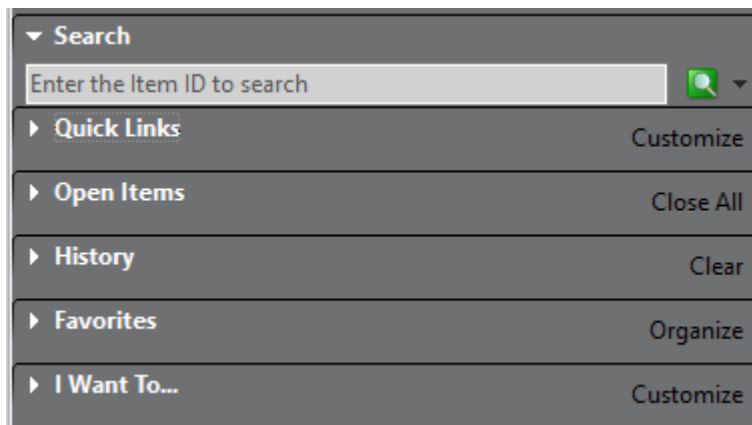 Search
Enter the Item ID to search
Quick Links
Customize
Open Items
Close All
History
Clear
Favorites
Organize
I Want To...
Customize